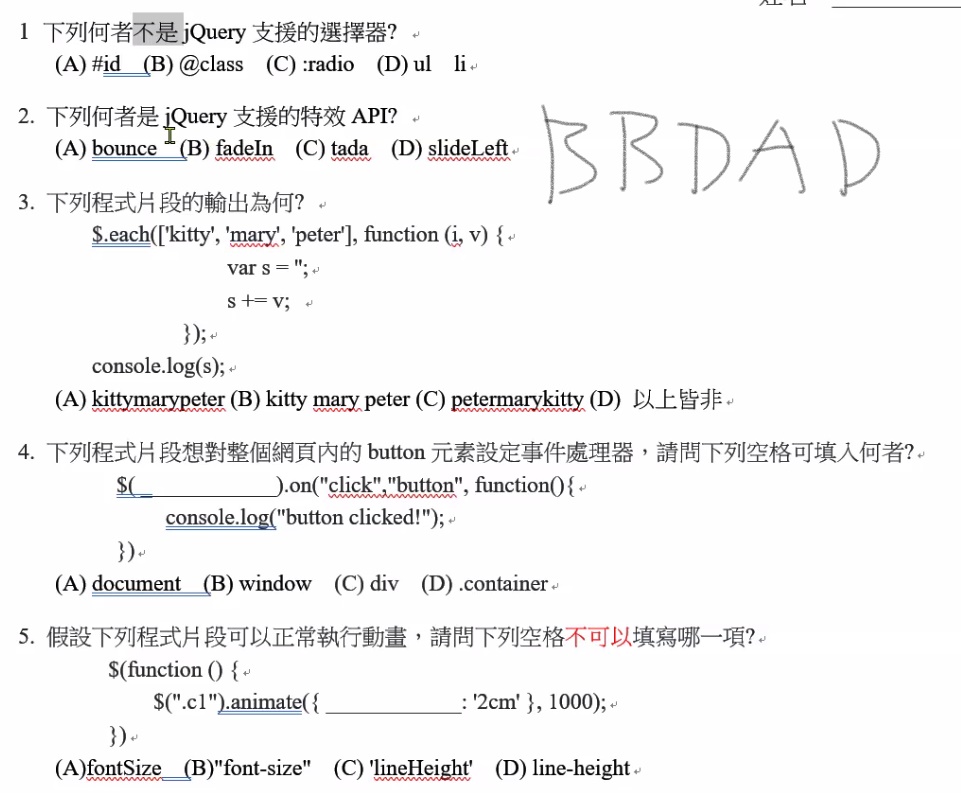 1 下列何者不是 jQuery 支援的選擇器?
(A) #id (B) @class (C) :radio (D) ul li
2. 下列何者是 jQuery 支援的特效 API?
(A) bounce (B) fadeIn (C) tada (D) slideLeft
BBDAD
3. 下列程式片段的輸出為何?
$.each(['kitty', 'mary', 'peter'], function (i, v) {
var s = '';
s += v;
});
console.log(s);
(A) kittymarypeter (B) kitty mary peter (C) petermarykitty (D) 以上皆非
4. 下列程式片段想對整個網頁內的 button 元素設定事件處理器，請問下列空格可填入何者?
$(_____________).on("click","button", function(){
console.log("button clicked!");
})
(A) document (B) window (C) div (D) .container
5. 假設下列程式片段可以正常執行動畫，請問下列空格不可以填寫哪一項?
$(function () {
$(".c1").animate({ _____________: '2cm' }, 1000);
})
(A)fontSize (B)"font-size" (C) 'lineHeight' (D) line-height